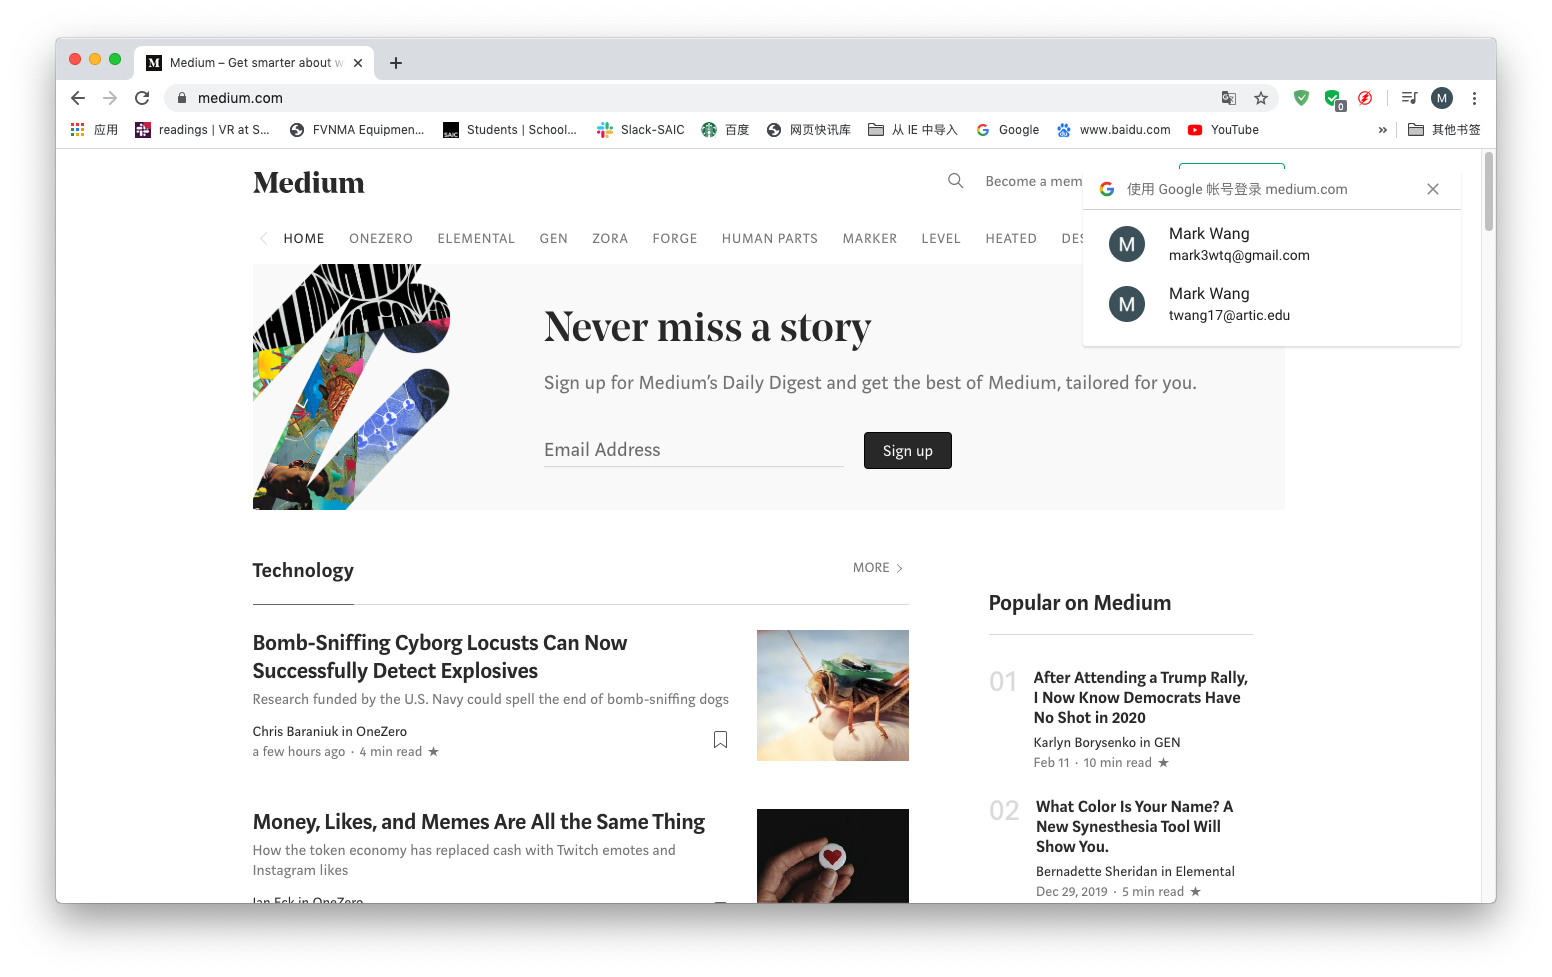 Medium – Get smarter about w
medium.com
应用
readings | VR at S...
FVNMA Equipmen...
SAIC
Students | School...
Slack-SAIC
百度
网页快讯库
从 IE 中导入
Google
www.baidu.com
YouTube
»
其他书签
0
M
Medium
Become a mem
使用 Google 帐号登录 medium.com
M
Mark Wang
mark3wtq@gmail.com
M
Mark Wang
twang17@artic.edu
HOME ONEZERO ELEMENTAL GEN ZORA FORGE HUMAN PARTS MARKER LEVEL HEATED DES
Never miss a story
Sign up for Medium’s Daily Digest and get the best of Medium, tailored for you.
Email Address
Sign up
Technology
MORE
Bomb-Sniffing Cyborg Locusts Can Now
Successfully Detect Explosives
Research funded by the U.S. Navy could spell the end of bomb-sniffing dogs
Chris Baraniuk in OneZero
a few hours ago · 4 min read ★
Money, Likes, and Memes Are All the Same Thing
How the token economy has replaced cash with Twitch emotes and
Instagram likes
Ian Eck in OneZero
Popular on Medium
01
After Attending a Trump Rally,
I Now Know Democrats Have
No Shot in 2020
Karlyn Borysenko in GEN
Feb 11 · 10 min read ★
02
What Color Is Your Name? A
New Synesthesia Tool Will
Show You.
Bernadette Sheridan in Elemental
Dec 29, 2019 · 5 min read ★